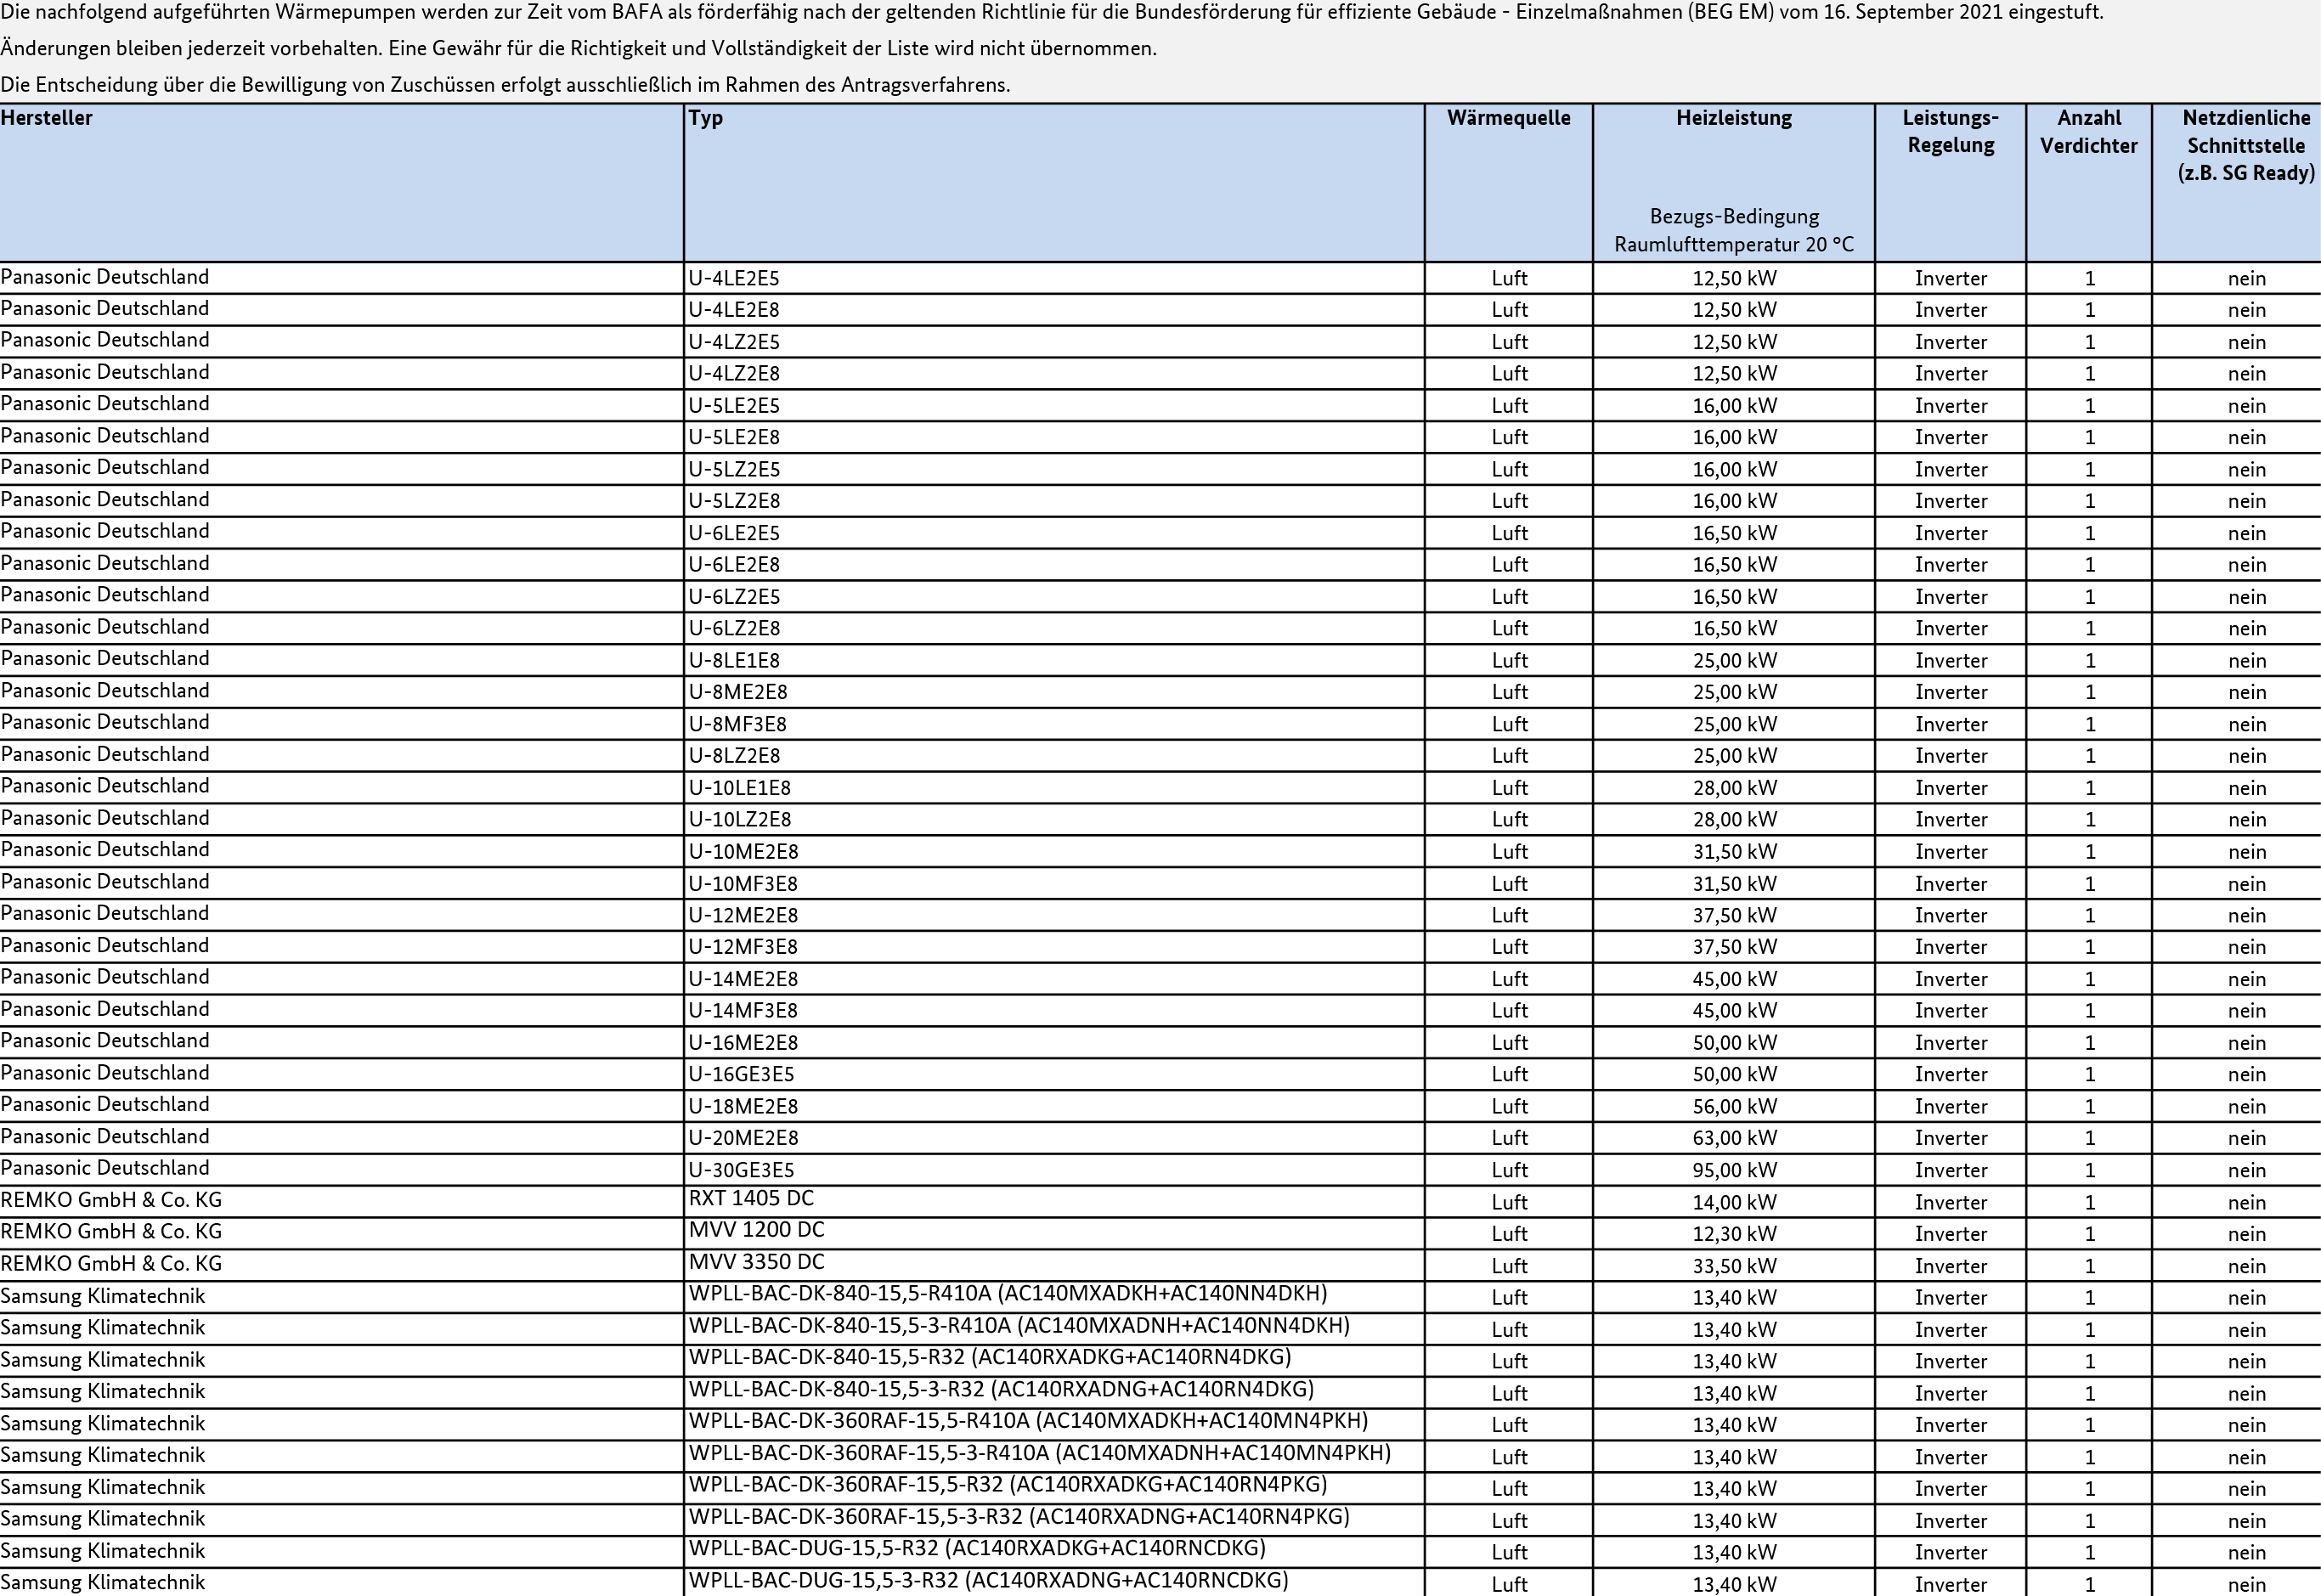 Die nachfolgend aufgeführten Wärmepumpen werden zur Zeit vom BAFA als förderfähig nach der geltenden Richtlinie für die Bundesförderung für effiziente Gebäude - Einzelmaßnahmen (BEG EM) vom 16. September 2021 eingestuft.
Änderungen bleiben jederzeit vorbehalten. Eine Gewähr für die Richtigkeit und Vollständigkeit der Liste wird nicht übernommen.
Die Entscheidung über die Bewilligung von Zuschüssen erfolgt ausschließlich im Rahmen des Antragsverfahrens.
Hersteller Typ Wärmequelle Heizleistung Leistungs- Anzahl Netzdienliche
Regelung Verdichter Schnittstelle
(z.B. SG Ready)
Bezugs-Bedingung
Raumlufttemperatur 20 °C
Panasonic Deutschland U-4LE2E5 Luft 12,50 kW Inverter 1 nein
Panasonic Deutschland U-4LE2E8 Luft 12,50 kW Inverter 1 nein
Panasonic Deutschland U-4LZ2E5 Luft 12,50 kW Inverter 1 nein
Panasonic Deutschland U-4LZ2E8 Luft 12,50 kW Inverter 1 nein
Panasonic Deutschland U-5LE2E5 Luft 16,00 kW Inverter 1 nein
Panasonic Deutschland U-5LE2E8 Luft 16,00 kW Inverter 1 nein
Panasonic Deutschland U-5LZ2E5 Luft 16,00 kW Inverter 1 nein
Panasonic Deutschland U-5LZ2E8 Luft 16,00 kW Inverter 1 nein
Panasonic Deutschland U-6LE2E5 Luft 16,50 kW Inverter 1 nein
Panasonic Deutschland U-6LE2E8 Luft 16,50 kW Inverter 1 nein
Panasonic Deutschland U-6LZ2E5 Luft 16,50 kW Inverter 1 nein
Panasonic Deutschland U-6LZ2E8 Luft 16,50 kW Inverter 1 nein
Panasonic Deutschland U-8LE1E8 Luft 25,00 kW Inverter 1 nein
Panasonic Deutschland U-8ME2E8 Luft 25,00 kW Inverter 1 nein
Panasonic Deutschland U-8MF3E8 Luft 25,00 kW Inverter 1 nein
Panasonic Deutschland U-8LZ2E8 Luft 25,00 kW Inverter 1 nein
Panasonic Deutschland U-10LE1E8 Luft 28,00 kW Inverter 1 nein
Panasonic Deutschland U-10LZ2E8 Luft 28,00 kW Inverter 1 nein
Panasonic Deutschland U-10ME2E8 Luft 31,50 kW Inverter 1 nein
Panasonic Deutschland U-10MF3E8 Luft 31,50 kW Inverter 1 nein
Panasonic Deutschland U-12ME2E8 Luft 37,50 kW Inverter 1 nein
Panasonic Deutschland U-12MF3E8 Luft 37,50 kW Inverter 1 nein
Panasonic Deutschland U-14ME2E8 Luft 45,00 kW Inverter 1 nein
Panasonic Deutschland U-14MF3E8 Luft 45,00 kW Inverter 1 nein
Panasonic Deutschland U-16ME2E8 Luft 50,00 kW Inverter 1 nein
Panasonic Deutschland U-16GE3E5 Luft 50,00 kW Inverter 1 nein
Panasonic Deutschland U-18ME2E8 Luft 56,00 kW Inverter 1 nein
Panasonic Deutschland U-20ME2E8 Luft 63,00 kW Inverter 1 nein
Panasonic Deutschland U-30GE3E5 Luft 95,00 kW Inverter 1 nein
REMKO GmbH & Co. KG RXT 1405 DC Luft 14,00 kW Inverter 1 nein
REMKO GmbH & Co. KG MVV 1200 DC Luft 12,30 kW Inverter 1 nein
REMKO GmbH & Co. KG MVV 3350 DC Luft 33,50 kW Inverter 1 nein
Samsung Klimatechnik WPLL-BAC-DK-840-15,5-R410A (AC140MXADKH+AC140NN4DKH) Luft 13,40 kW Inverter 1 nein
Samsung Klimatechnik WPLL-BAC-DK-840-15,5-3-R410A (AC140MXADNH+AC140NN4DKH) Luft 13,40 kW Inverter 1 nein
Samsung Klimatechnik WPLL-BAC-DK-840-15,5-R32 (AC140RXADKG+AC140RN4DKG) Luft 13,40 kW Inverter 1 nein
Samsung Klimatechnik WPLL-BAC-DK-840-15,5-3-R32 (AC140RXADNG+AC140RN4DKG) Luft 13,40 kW Inverter 1 nein
Samsung Klimatechnik WPLL-BAC-DK-360RAF-15,5-R410A (AC140MXADKH+AC140MN4PKH) Luft 13,40 kW Inverter 1 nein
Samsung Klimatechnik WPLL-BAC-DK-360RAF-15,5-3-R410A (AC140MXADNH+AC140MN4PKH) Luft 13,40 kW Inverter 1 nein
Samsung Klimatechnik WPLL-BAC-DK-360RAF-15,5-R32 (AC140RXADKG+AC140RN4PKG) Luft 13,40 kW Inverter 1 nein
Samsung Klimatechnik WPLL-BAC-DK-360RAF-15,5-3-R32 (AC140RXADNG+AC140RN4PKG) Luft 13,40 kW Inverter 1 nein
Samsung Klimatechnik WPLL-BAC-DUG-15,5-R32 (AC140RXADKG+AC140RNCDKG) Luft 13,40 kW Inverter 1 nein
Samsung Klimatechnik WPLL-BAC-DUG-15,5-3-R32 (AC140RXADNG+AC140RNCDKG) Luft 13,40 kW Inverter 1 nein